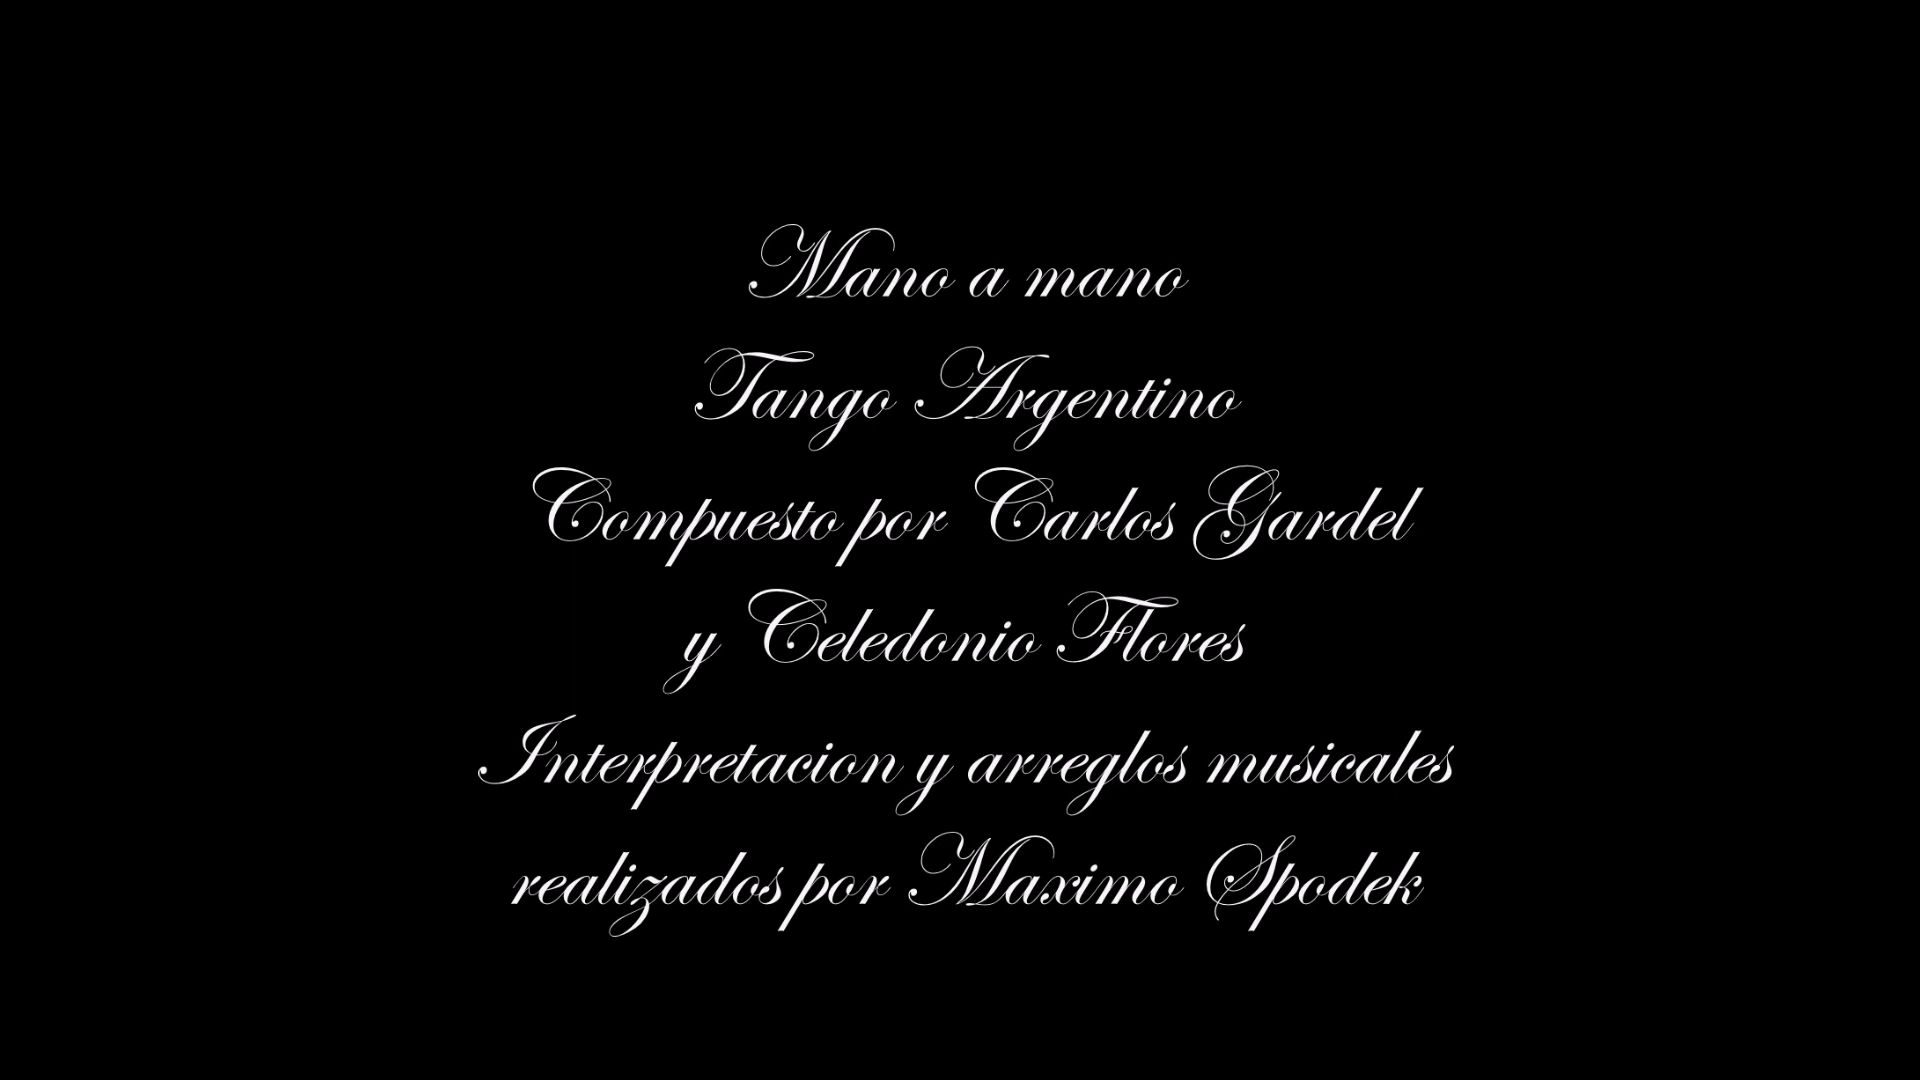 Mano a mano
Tango Argentino
Compuesto por Carlos Gardel
y Celedonio Flores
Interpretacion y arreglos musicales
realizados por Maximo Spodek